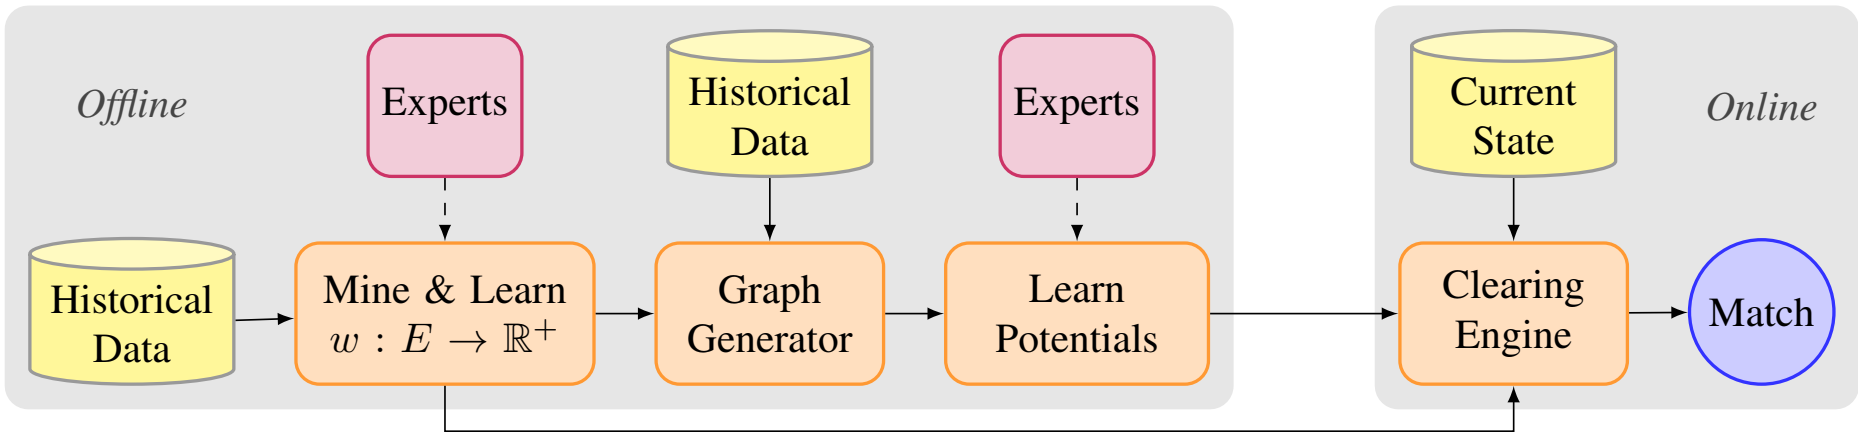 Offline
Experts
Historical
Data
Experts
Current
State
Online
Historical
Data
Mine & Learn
w : E → ℝ⁺
Graph
Generator
Learn
Potentials
Clearing
Engine
Match